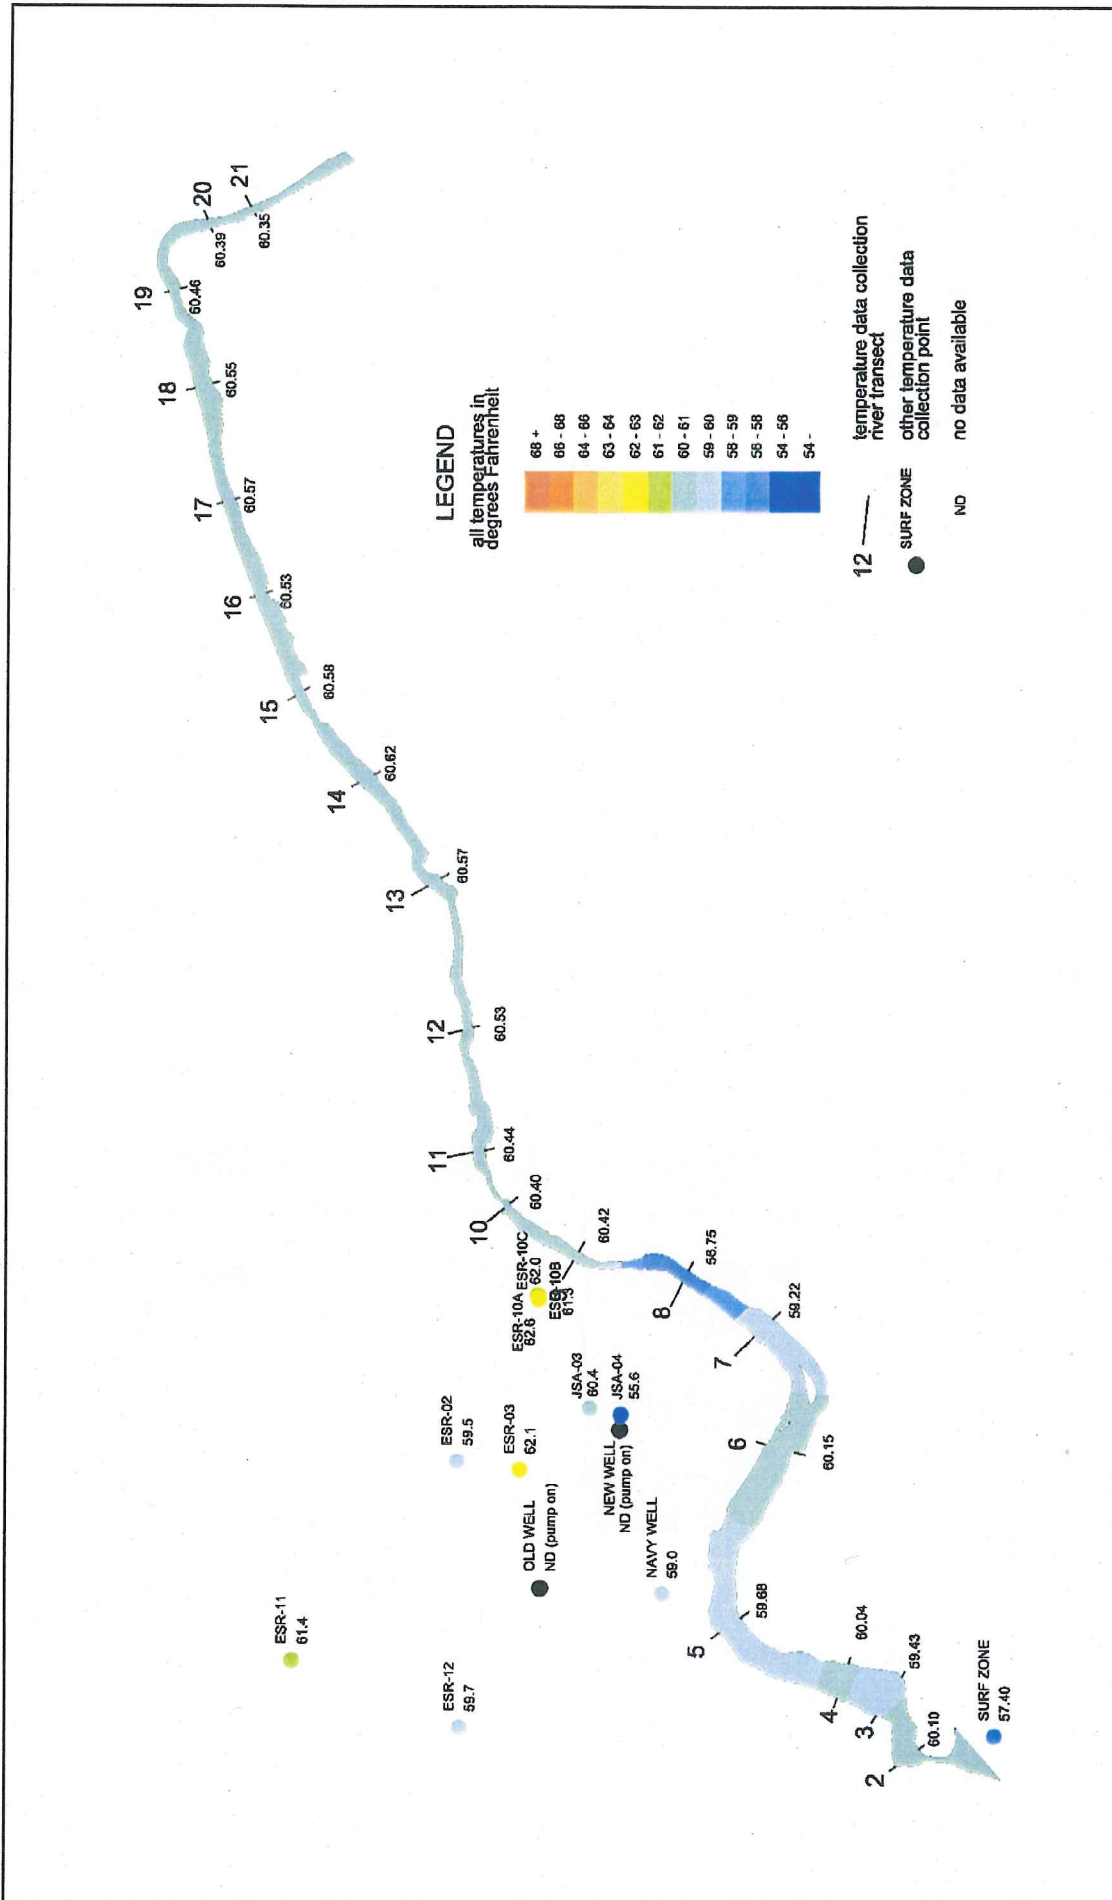 19
60.46
20
60.39
21
60.35
18
60.55
17
60.57
16
60.53
15
60.58
14
60.62
13
60.57
12
60.53
11
60.44
10
60.40
60.42
ESR-10C
62.0
ESR-10A
62.6
ESR-10B
61.3
8
7
59.22
6
60.15
5
59.68
4
60.04
3
59.43
2
60.10
SURF ZONE
57.40
JSA-03
60.4
JSA-04
55.6
NEW WELL
ND (pump on)
NAVY WELL
59.0
OLD WELL
ND (pump on)
ESR-03
62.1
ESR-02
59.5
ESR-11
61.4
ESR-12
59.7
LEGEND
all temperatures in
degrees Fahrenheit
68 +
66 - 68
64 - 66
63 - 64
62 - 63
61 - 62
60 - 61
59 - 60
58 - 59
56 - 58
54 - 56
54 -
12
temperature data collection
river transect
SURF ZONE
other temperature data
collection point
ND
no data available